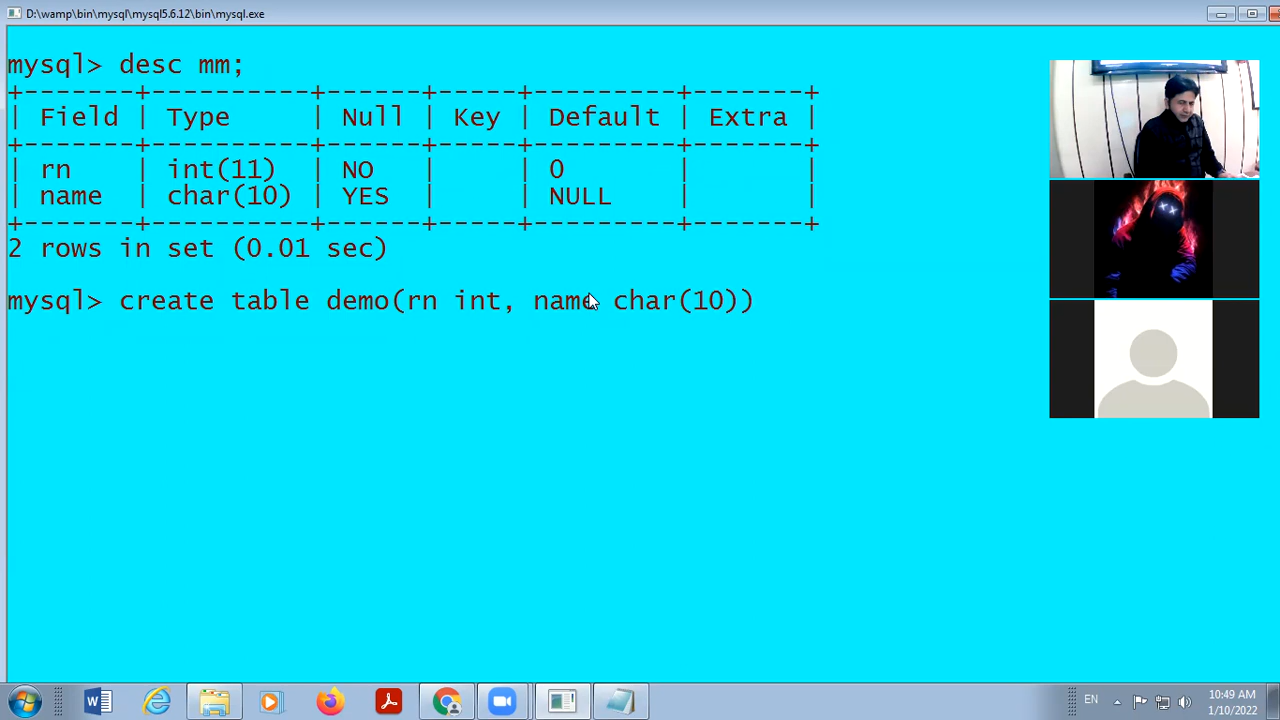 D:\wamp\bin\mysql\mysql5.6.12\bin\mysql.exe
mysql> desc mm;
+-------+----------+------+-----+---------+-------+
| Field | Type     | Null | Key | Default | Extra |
+-------+----------+------+-----+---------+-------+
| rn    | int(11)  | NO   |     | 0       |       |
| name  | char(10) | YES  |     | NULL    |       |
+-------+----------+------+-----+---------+-------+
2 rows in set (0.01 sec)
mysql> create table demo(rn int, name char(10))
EN
10:49 AM
1/10/2022